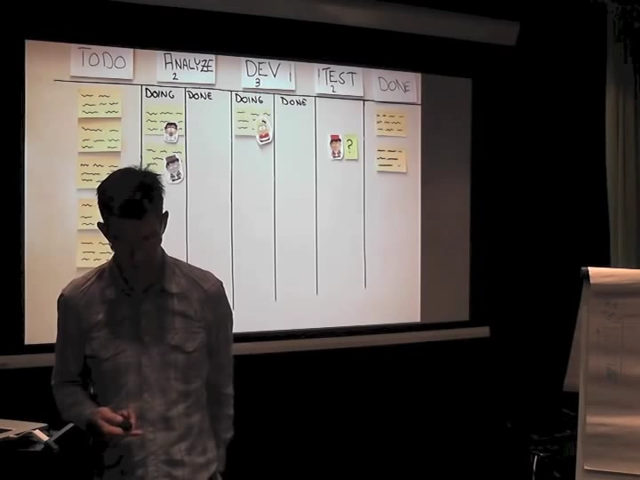 TODO
ANALYZE
2
DEV
3
TEST
2
DONE
DOING
DONE
DOING
DONE
?